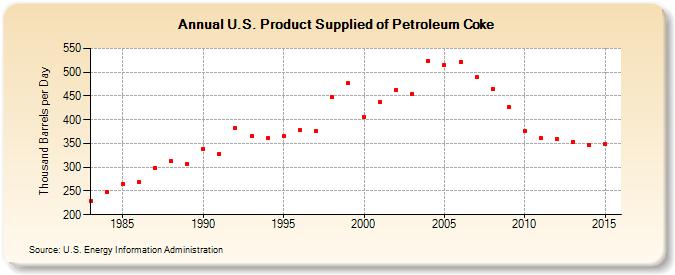 Annual U.S. Product Supplied of Petroleum Coke
Thousand Barrels per Day
550
500
450
400
350
300
250
200
1985 1990 1995 2000 2005 2010 2015
Source: U.S. Energy Information Administration